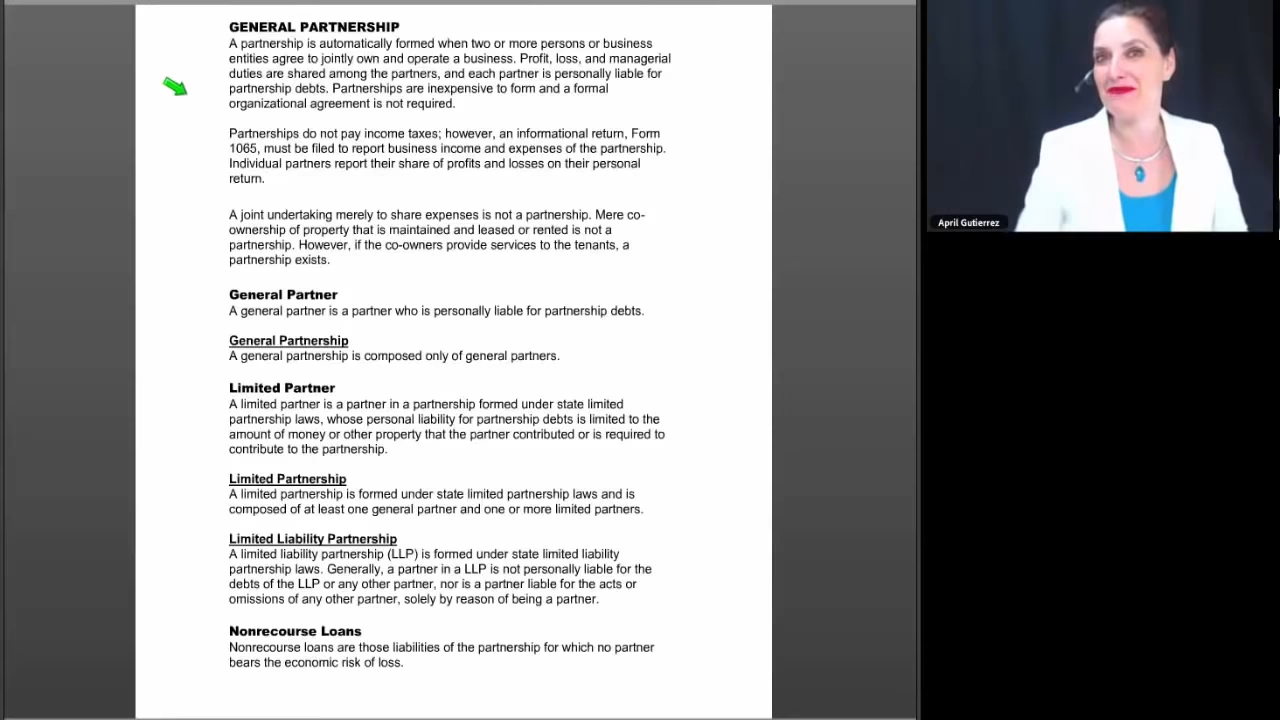 GENERAL PARTNERSHIP
A partnership is automatically formed when two or more persons or business
entities agree to jointly own and operate a business. Profit, loss, and managerial
duties are shared among the partners, and each partner is personally liable for
partnership debts. Partnerships are inexpensive to form and a formal
organizational agreement is not required.
Partnerships do not pay income taxes; however, an informational return, Form
1065, must be filed to report business income and expenses of the partnership.
Individual partners report their share of profits and losses on their personal
return.
A joint undertaking merely to share expenses is not a partnership. Mere co-
ownership of property that is maintained and leased or rented is not a
partnership. However, if the co-owners provide services to the tenants, a
partnership exists.
General Partner
A general partner is a partner who is personally liable for partnership debts.
General Partnership
A general partnership is composed only of general partners.
Limited Partner
A limited partner is a partner in a partnership formed under state limited
partnership laws, whose personal liability for partnership debts is limited to the
amount of money or other property that the partner contributed or is required to
contribute to the partnership.
Limited Partnership
A limited partnership is formed under state limited partnership laws and is
composed of at least one general partner and one or more limited partners.
Limited Liability Partnership
A limited liability partnership (LLP) is formed under state limited liability
partnership laws. Generally, a partner in a LLP is not personally liable for the
debts of the LLP or any other partner, nor is a partner liable for the acts or
omissions of any other partner, solely by reason of being a partner.
Nonrecourse Loans
Nonrecourse loans are those liabilities of the partnership for which no partner
bears the economic risk of loss.
April Gutierrez